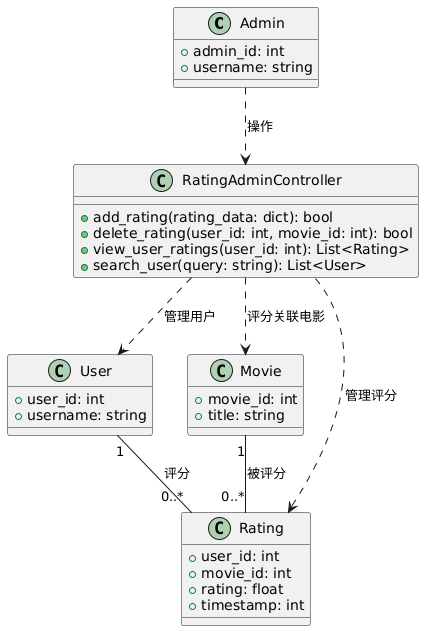 C Admin
+ admin_id: int
+ username: string
操作
C RatingAdminController
+ add_rating(rating_data: dict): bool
+ delete_rating(user_id: int, movie_id: int): bool
+ view_user_ratings(user_id: int): List<Rating>
+ search_user(query: string): List<User>
管理用户
评分关联电影
C User
+ user_id: int
+ username: string
C Movie
+ movie_id: int
+ title: string
管理评分
1
评分
0..*
1
被评分
0..*
C Rating
+ user_id: int
+ movie_id: int
+ rating: float
+ timestamp: int